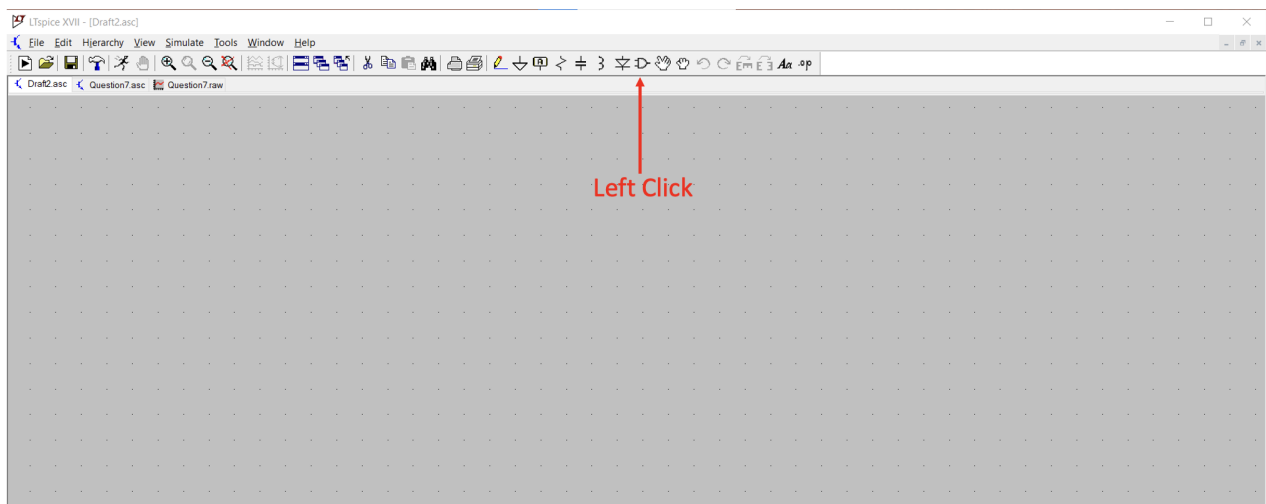 LTspice XVII - [Draft2.asc]
File Edit Hierarchy View Simulate Tools Window Help
Aa .op
Draft2.asc Question7.asc Question7.raw
Left Click